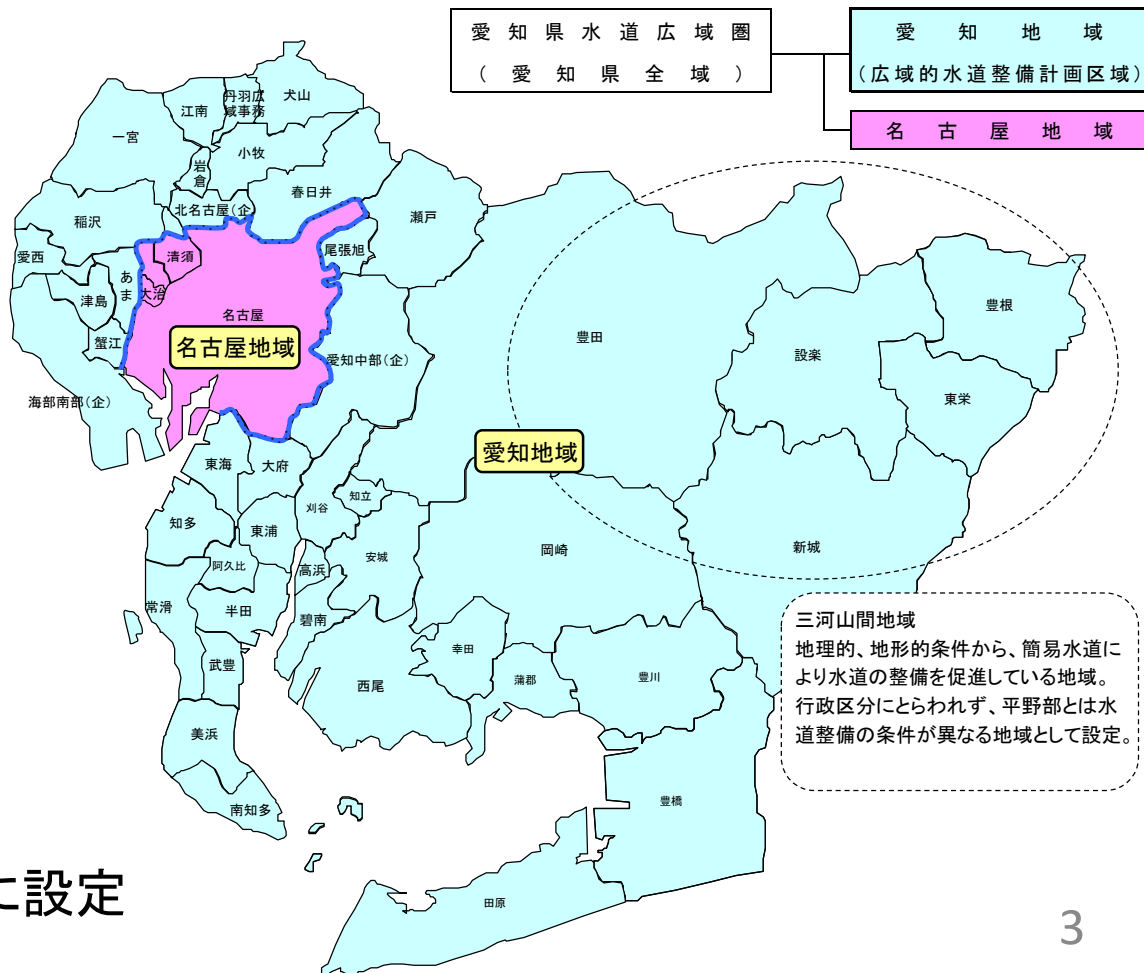 愛知県水道広域圏
(愛知県全域)
愛知地域
(広域的水道整備計画区域)
名古屋地域
犬山
丹羽広
域事務
江南
一宮
小牧
岩倉
春日井
北名古屋(企
稲沢
瀬戸
尾張旭
清須
愛西
あま
大治
津島
名古屋
名古屋地域
蟹江
愛知中部(企)
海部南部(企)
豊田
設楽
豊根
東栄
愛知地域
東海
大府
知立
刈谷
知多
東浦
安城
岡崎
新城
阿久比
高浜
常滑
半田
碧南
武豊
幸田
西尾
蒲郡
豊川
美浜
南知多
豊橋
田原
三河山間地域
地理的、地形的条件から、簡易水道に
より水道の整備を促進している地域。
行政区分にとらわれず、平野部とは水
道整備の条件が異なる地域として設定。
に設定
3